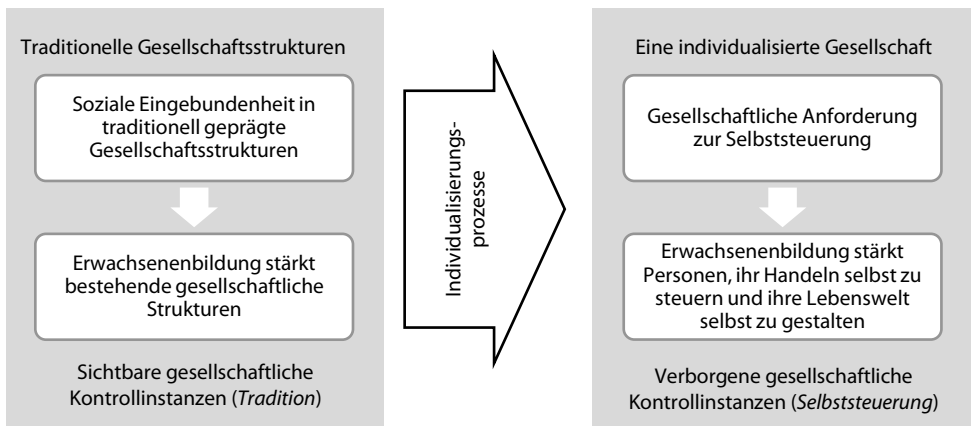 Traditionelle Gesellschaftsstrukturen
Soziale Eingebundenheit in
traditionell geprägte
Gesellschaftsstrukturen
Erwachsenenbildung stärkt
bestehende gesellschaftliche
Strukturen
Sichtbare gesellschaftliche
Kontrollinstanzen (Tradition)
Individualisierungs-
prozesse
Eine individualisierte Gesellschaft
Gesellschaftliche Anforderung
zur Selbststeuerung
Erwachsenenbildung stärkt
Personen, ihr Handeln selbst zu
steuern und ihre Lebenswelt
selbst zu gestalten
Verborgene gesellschaftliche
Kontrollinstanzen (Selbststeuerung)